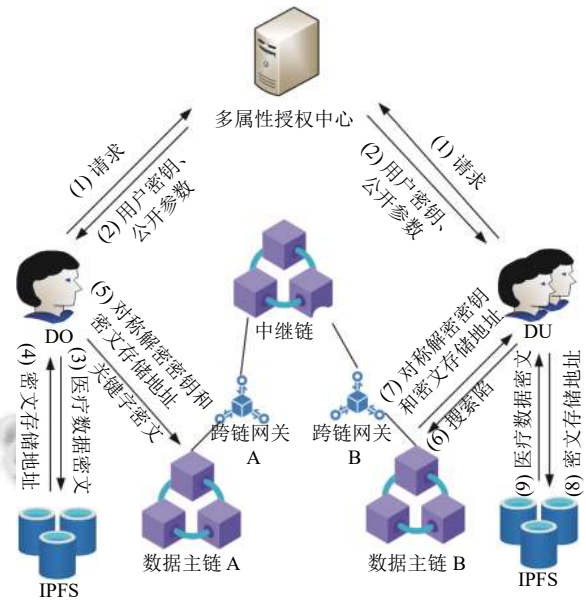 多属性授权中心
(1) 请求
(2) 用户密钥、
公开参数
(1) 请求
(2) 用户密钥、
公开参数
DO
中继链
DU
(5) 对称解密密钥和
密文存储地址
关键字密文
(4) 密文存储地址
(3) 医疗数据密文
(7) 对称解密密钥
和密文存储地址
(6) 搜索陷
(9) 医疗数据密文
(8) 密文存储地址
跨链网关
A
跨链网关
B
数据主链 A
数据主链 B
IPFS
IPFS